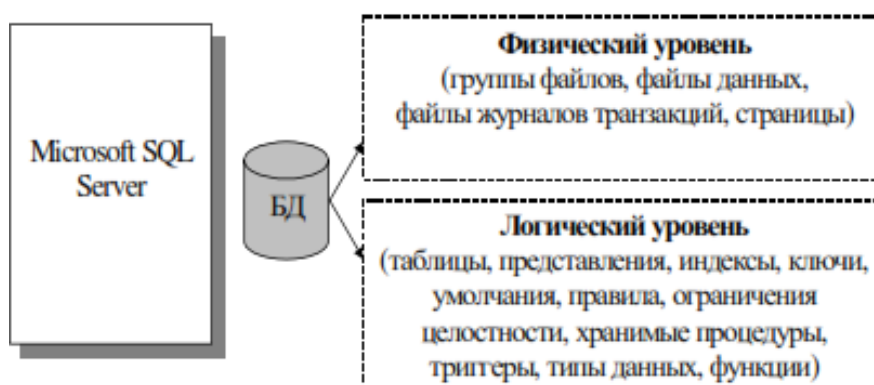 Microsoft SQL
Server
БД
Физический уровень
(группы файлов, файлы данных,
файлы журналов транзакций, страницы)
Логический уровень
(таблицы, представления, индексы, ключи,
умолчания, правила, ограничения
целостности, хранимые процедуры,
триггеры, типы данных, функции)